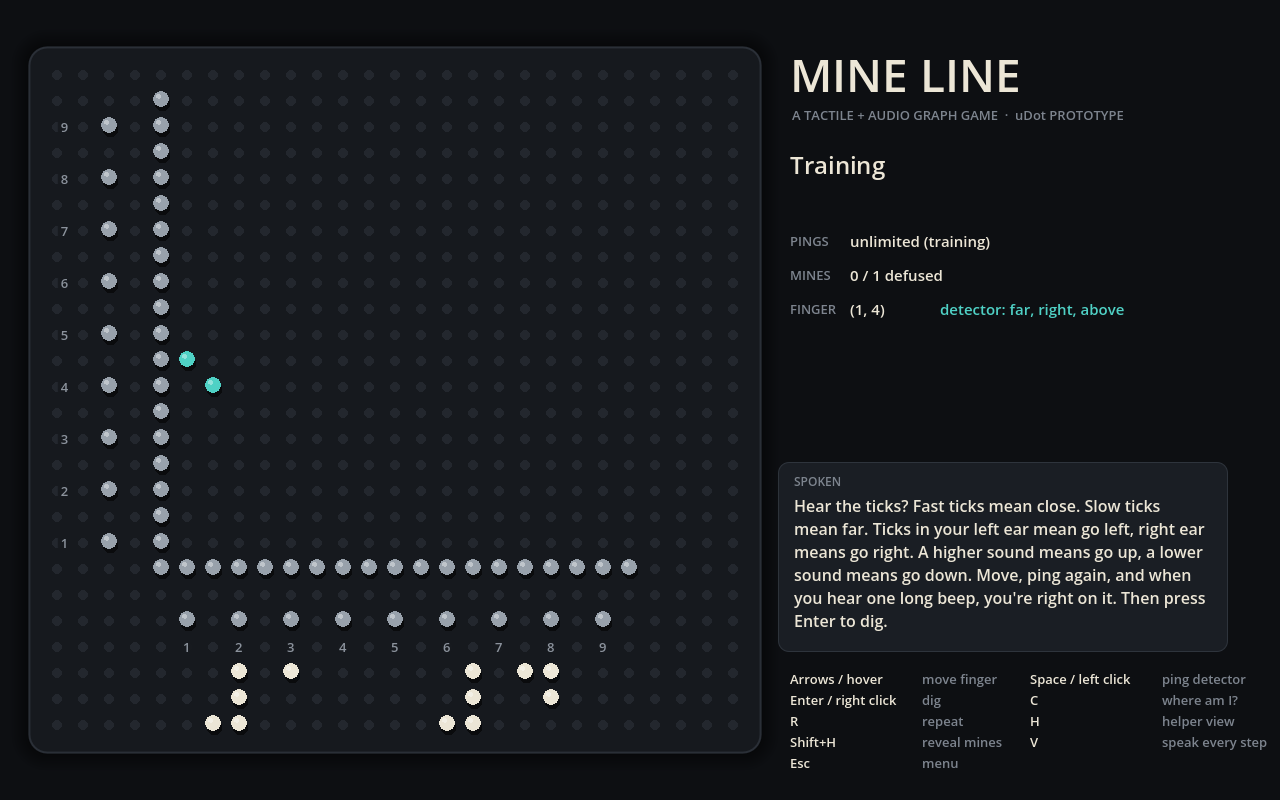 MINE LINE
A TACTILE + AUDIO GRAPH GAME · uDot PROTOTYPE
Training
PINGS unlimited (training)
MINES 0 / 1 defused
FINGER (1, 4) detector: far, right, above
9
8
7
6
5
4
3
2
1
1 2 3 4 5 6 7 8 9
SPOKEN
Hear the ticks? Fast ticks mean close. Slow ticks
mean far. Ticks in your left ear mean go left, right ear
means go right. A higher sound means go up, a lower
sound means go down. Move, ping again, and when
you hear one long beep, you're right on it. Then press
Enter to dig.
Arrows / hover move finger Space / left click ping detector
Enter / right click dig C where am I?
R repeat H helper view
Shift+H reveal mines V speak every step
Esc menu